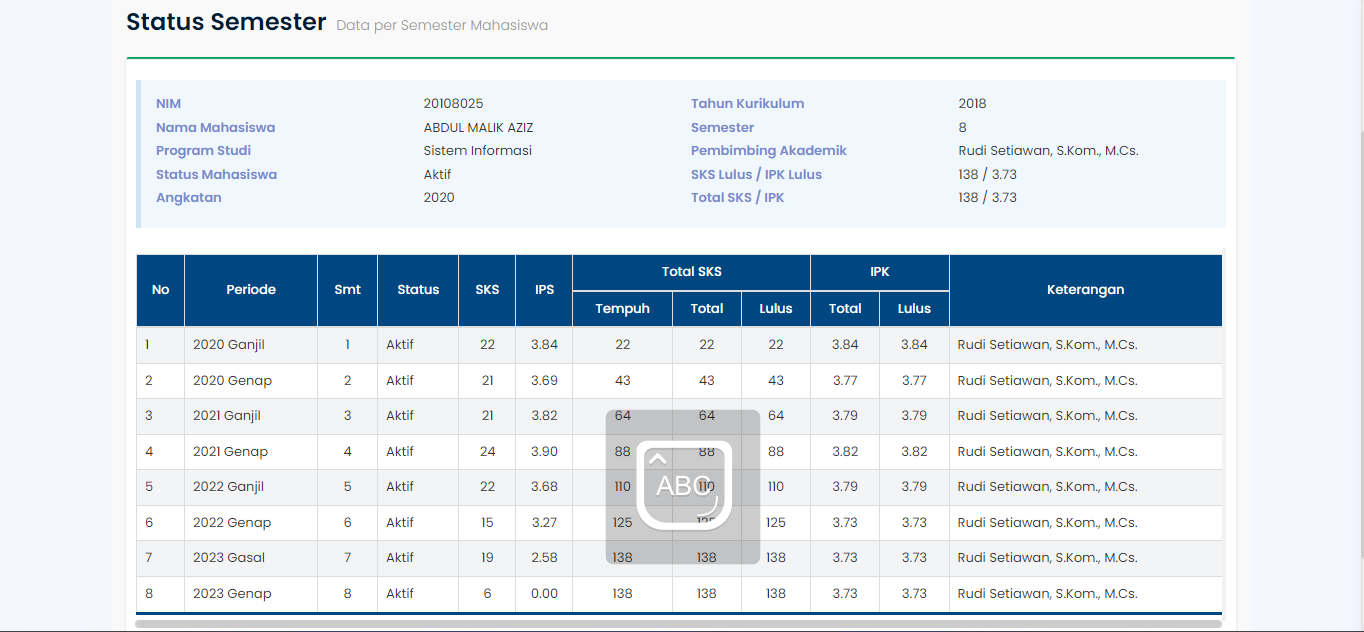 Status Semester Data per Semester Mahasiswa
NIM 20108025 Tahun Kurikulum 2018
Nama Mahasiswa ABDUL MALIK AZIZ Semester 8
Program Studi Sistem Informasi Pembimbing Akademik Rudi Setiawan, S.Kom., M.Cs.
Status Mahasiswa Aktif SKS Lulus / IPK Lulus 138 / 3.73
Angkatan 2020 Total SKS / IPK 138 / 3.73
Total SKS IPK
No Periode Smt Status SKS IPS Keterangan
Tempuh Total Lulus Total Lulus
1 2020 Ganjil 1 Aktif 22 3.84 22 22 22 3.84 3.84 Rudi Setiawan, S.Kom., M.Cs.
2 2020 Genap 2 Aktif 21 3.69 43 43 43 3.77 3.77 Rudi Setiawan, S.Kom., M.Cs.
3 2021 Ganjil 3 Aktif 21 3.82 64 64 64 3.79 3.79 Rudi Setiawan, S.Kom., M.Cs.
4 2021 Genap 4 Aktif 24 3.90 88 88 88 3.82 3.82 Rudi Setiawan, S.Kom., M.Cs.
ABC
5 2022 Ganjil 5 Aktif 22 3.68 110 110 110 3.79 3.79 Rudi Setiawan, S.Kom., M.Cs.
6 2022 Genap 6 Aktif 15 3.27 125 125 125 3.73 3.73 Rudi Setiawan, S.Kom., M.Cs.
7 2023 Gasal 7 Aktif 19 2.58 138 138 138 3.73 3.73 Rudi Setiawan, S.Kom., M.Cs.
8 2023 Genap 8 Aktif 6 0.00 138 138 138 3.73 3.73 Rudi Setiawan, S.Kom., M.Cs.